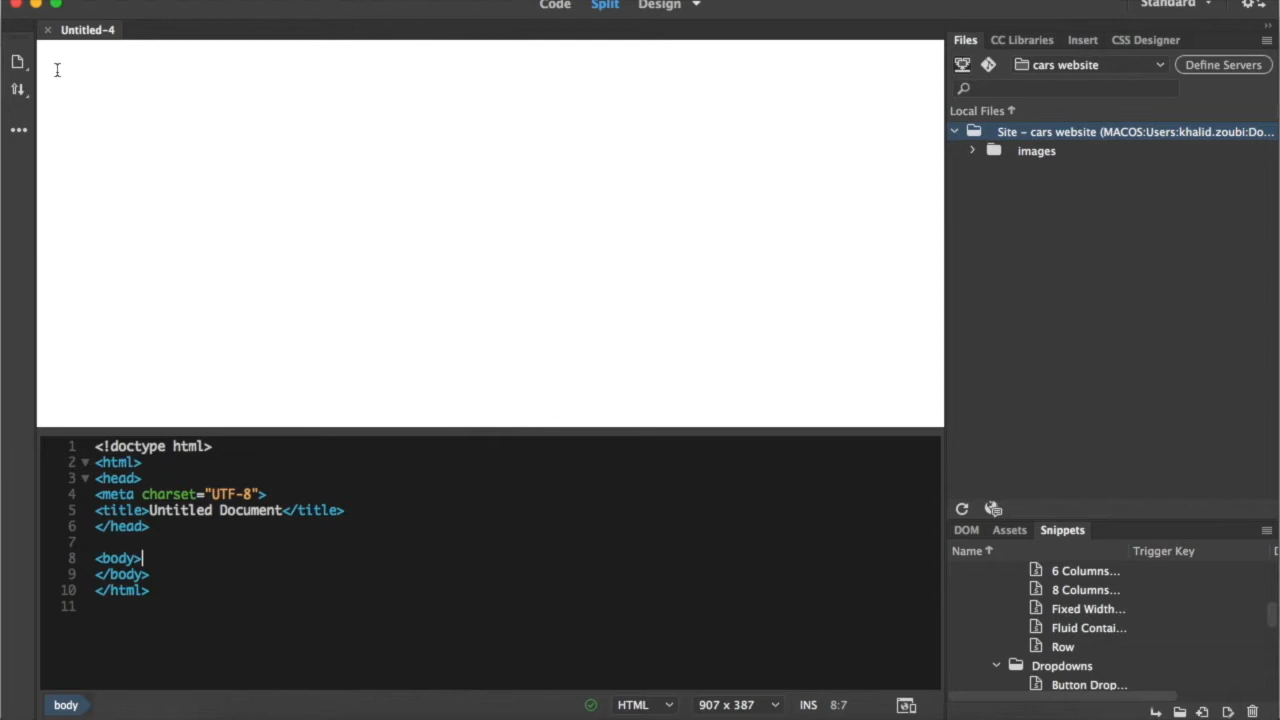 Code Split Design Standard
Untitled-4
Files CC Libraries Insert CSS Designer
cars website Define Servers
Local Files
Site – cars website (MACOS:Users:khalid.zoubi:Do...
images
1 <!doctype html>
2 <html>
3 <head>
4 <meta charset="UTF-8">
5 <title>Untitled Document</title>
6 </head>
7
8 <body>
9 </body>
10 </html>
11
DOM Assets Snippets
Name Trigger Key
6 Columns...
8 Columns...
Fixed Width...
Fluid Contai...
Row
Dropdowns
Button Drop...
body HTML 907 x 387 INS 8:7